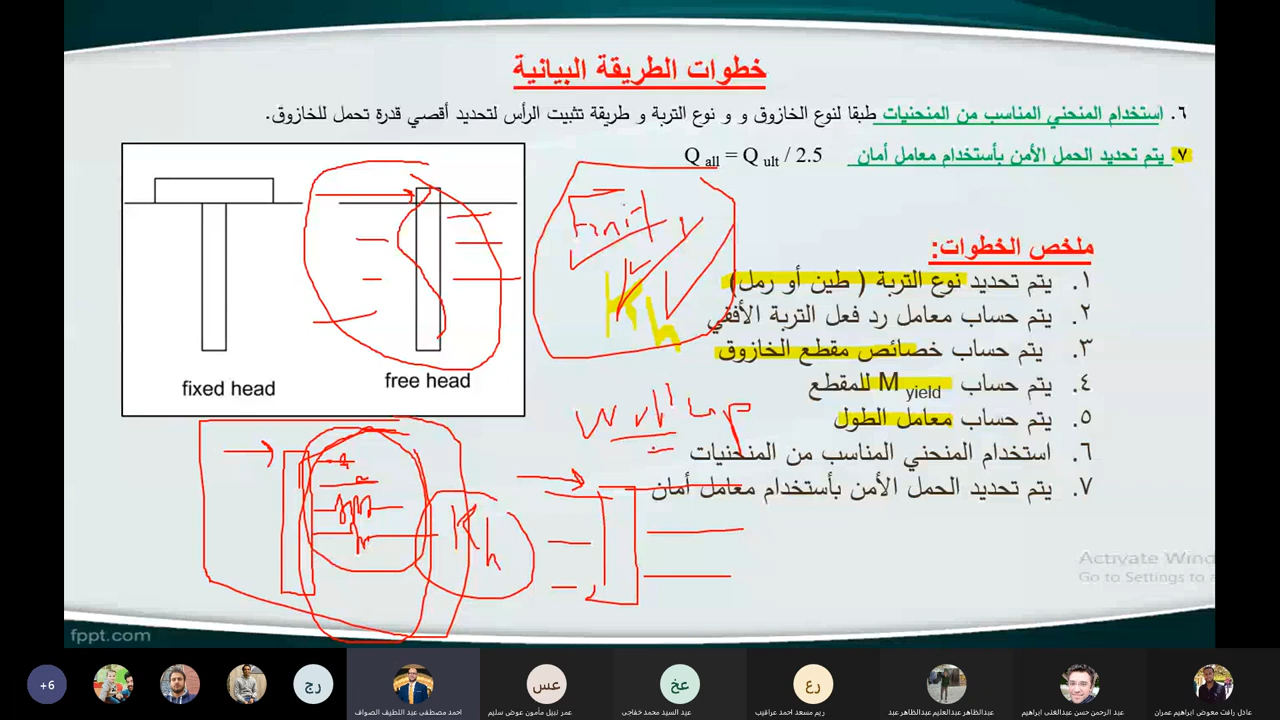 خطوات الطريقة البيانية
٦. استخدام المنحني المناسب من المنحنيات طبقا لنوع الخازوق و و نوع التربة و طريقة تثبيت الرأس لتحديد أقصي قدرة تحمل للخازوق.
٧. يتم تحديد الحمل الأمن بأستخدام معامل أمان Q all = Q ult / 2.5
fixed head
free head
Kh
ملخص الخطوات:
١. يتم تحديد نوع التربة ( طين أو رمل)
٢. يتم حساب معامل رد فعل التربة الأفقي
٣. يتم حساب خصائص مقطع الخازوق
٤. يتم حساب M yield للمقطع
٥. يتم حساب معامل الطول
٦. استخدام المنحني المناسب من المنحنيات
٧. يتم تحديد الحمل الأمن بأستخدام معامل أمان
Kh
Activate Wind
Go to Settings to a
fppt.com
+6
رج
عس
عخ
رع
احمد مصطفى عبد اللطيف الصواف
عمر نبيل مأمون عوض سليم
عبد السيد محمد خفاجى
ريم مسعد احمد عراقيب
عبدالظاهر عبدالعليم عبدالظاهر عبد
عبد الرحمن حسن عبدالغنى ابراهيم
عادل رافت معوض ابراهيم عمران